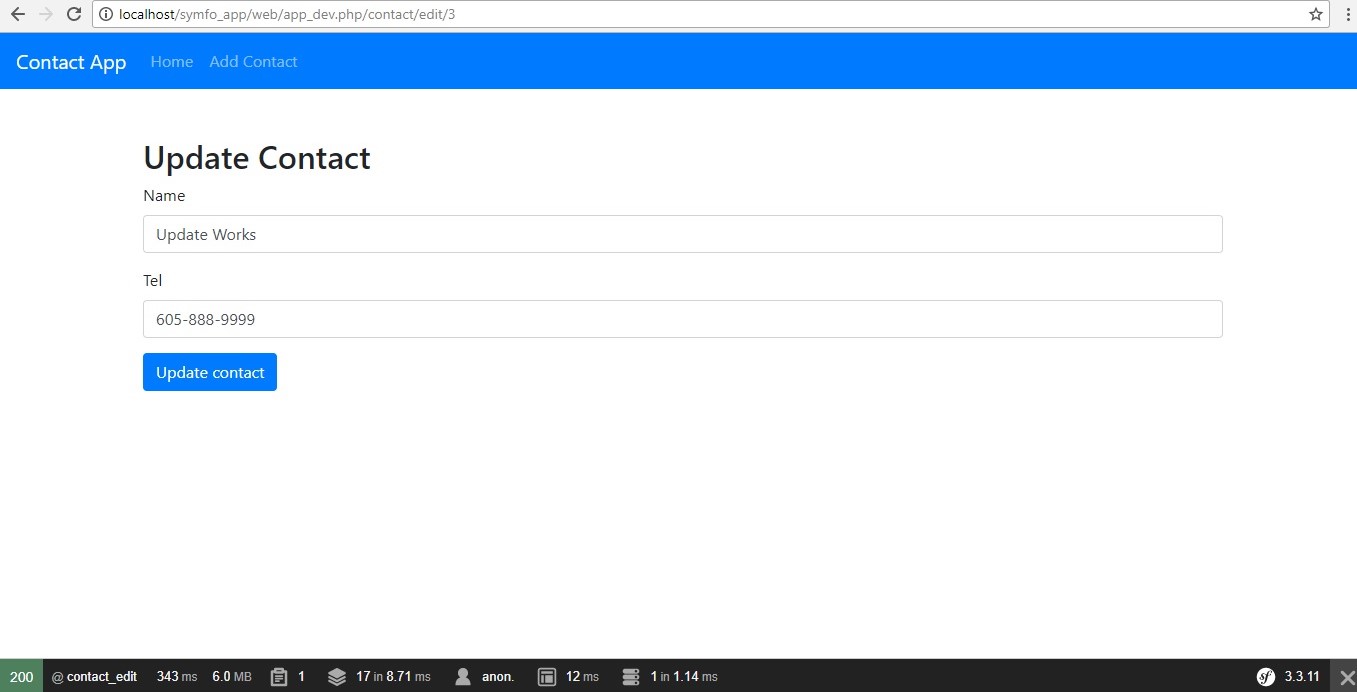 localhost/symfo_app/web/app_dev.php/contact/edit/3
Contact App Home Add Contact
Update Contact
Name
Update Works
Tel
605-888-9999
Update contact
200 @ contact_edit 343 ms 6.0 MB 1 17 in 8.71 ms anon. 12 ms 1 in 1.14 ms sf 3.3.11